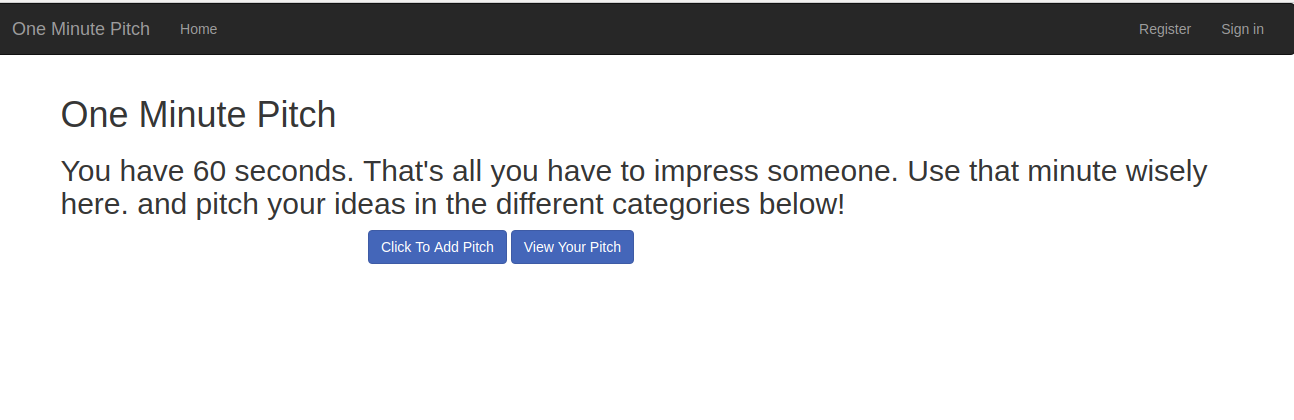 One Minute Pitch Home Register Sign in
One Minute Pitch
You have 60 seconds. That's all you have to impress someone. Use that minute wisely
here. and pitch your ideas in the different categories below!
Click To Add Pitch View Your Pitch